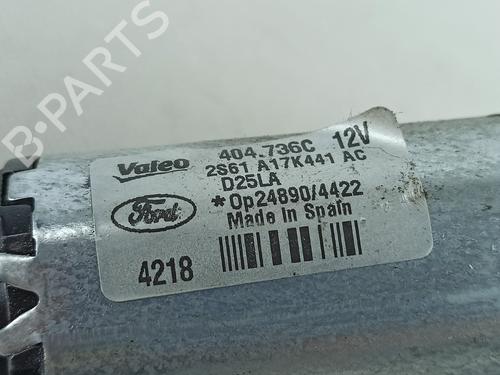 Valeo 404.736C 12V
2S61 A17K441 AC
D25LA
Ford *Op24890/4422
Made In Spain
4218
B PARTS